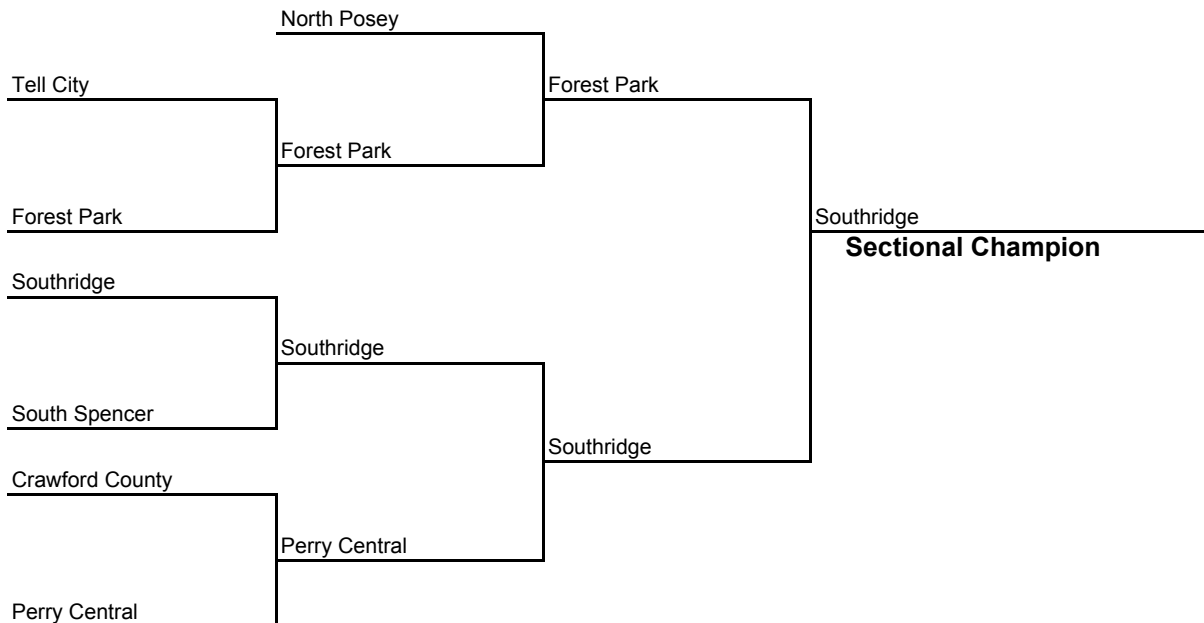 North Posey
Tell City
Forest Park
Forest Park
Forest Park
Southridge
Sectional Champion
Southridge
Southridge
South Spencer
Southridge
Crawford County
Perry Central
Perry Central